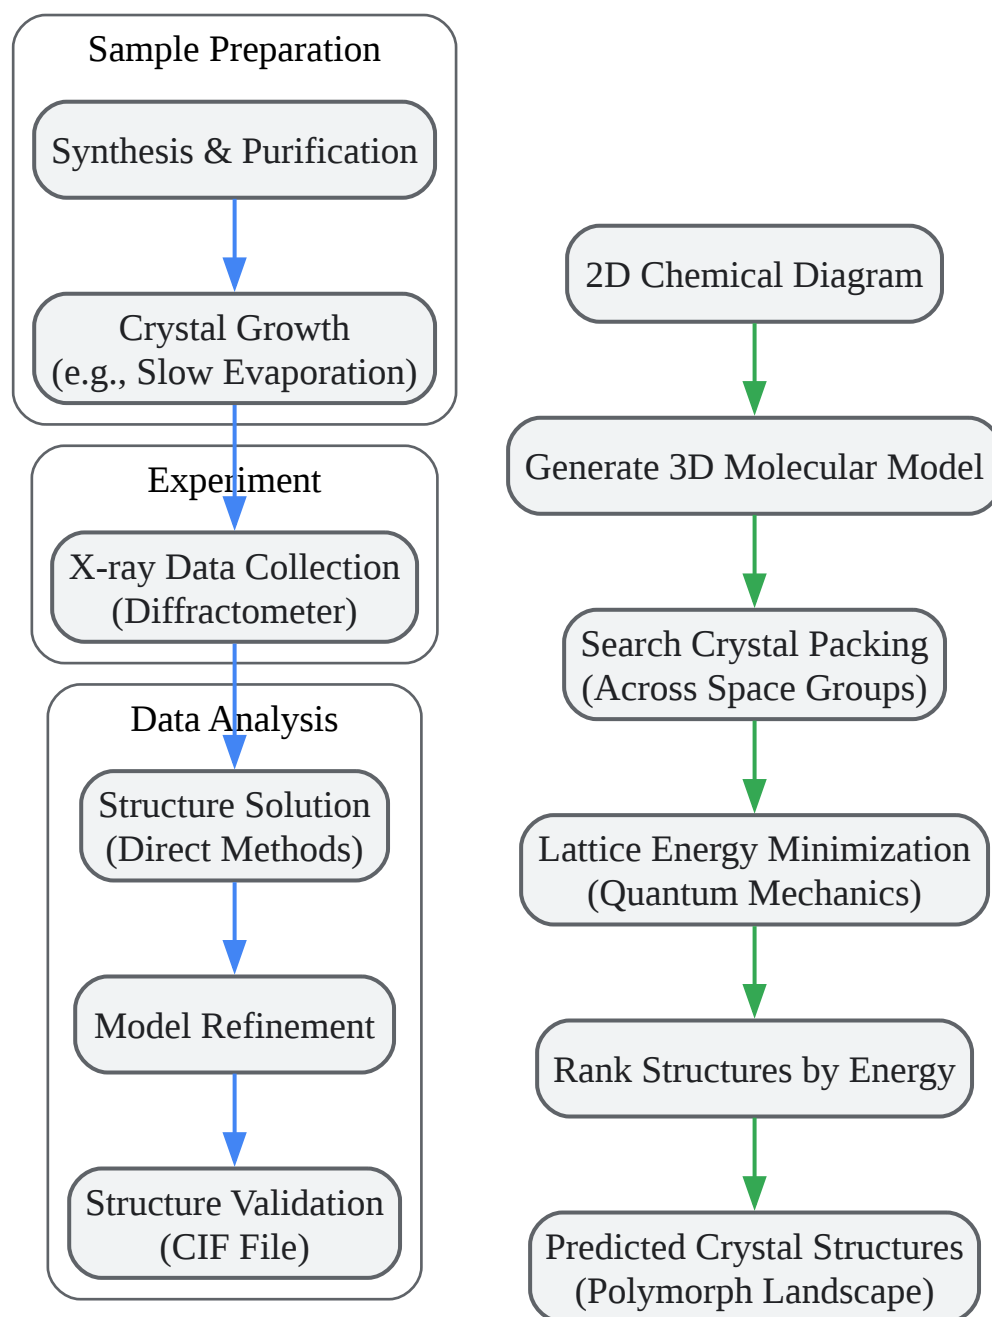 Sample Preparation
Synthesis & Purification
Crystal Growth
(e.g., Slow Evaporation)
Experiment
X-ray Data Collection
(Diffractometer)
Data Analysis
Structure Solution
(Direct Methods)
Model Refinement
Structure Validation
(CIF File)
2D Chemical Diagram
Generate 3D Molecular Model
Search Crystal Packing
(Across Space Groups)
Lattice Energy Minimization
(Quantum Mechanics)
Rank Structures by Energy
Predicted Crystal Structures
(Polymorph Landscape)